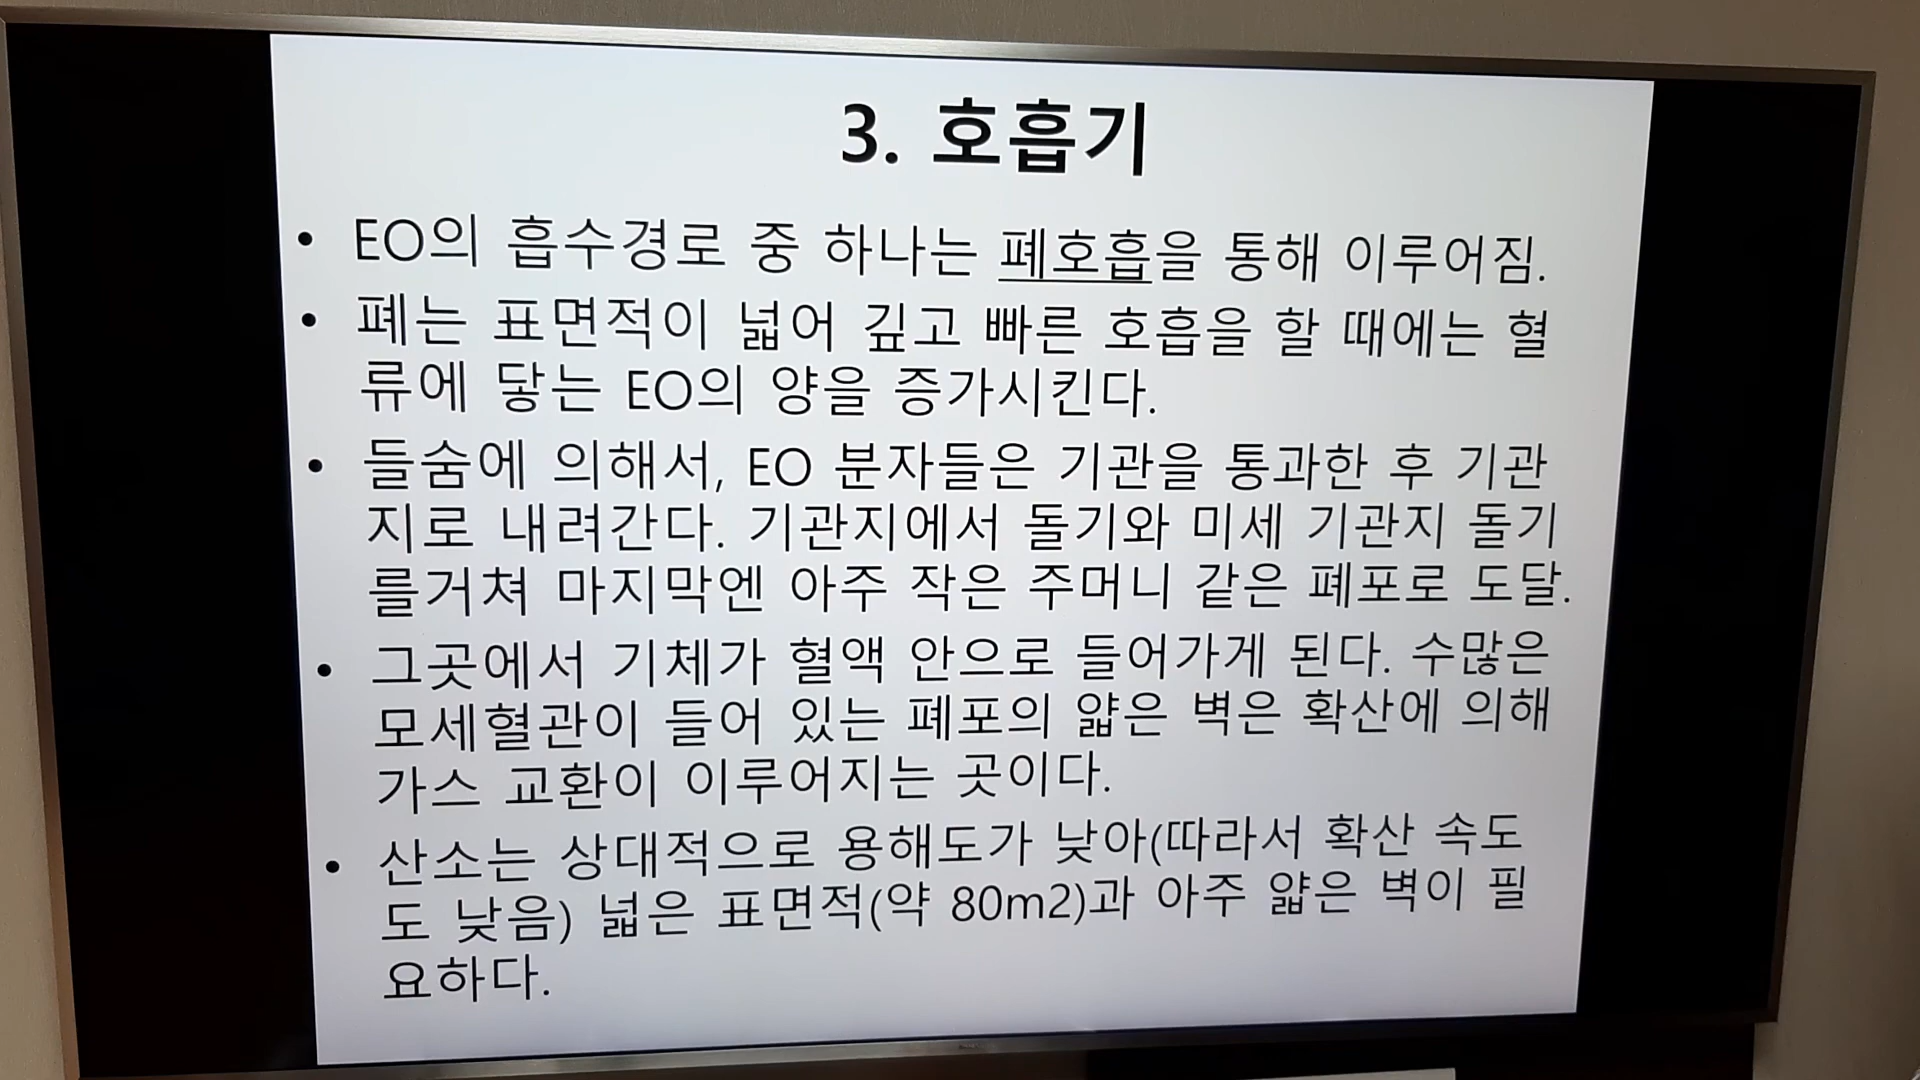 3. 호흡기
• EO의 흡수경로 중 하나는 폐호흡을 통해 이루어짐.
• 폐는 표면적이 넓어 깊고 빠른 호흡을 할 때에는 혈
류에 닿는 EO의 양을 증가시킨다.
• 들숨에 의해서, EO 분자들은 기관을 통과한 후 기관
지로 내려간다. 기관지에서 돌기와 미세 기관지 돌기
를거쳐 마지막엔 아주 작은 주머니 같은 폐포로 도달.
• 그곳에서 기체가 혈액 안으로 들어가게 된다. 수많은
모세혈관이 들어 있는 폐포의 얇은 벽은 확산에 의해
가스 교환이 이루어지는 곳이다.
• 산소는 상대적으로 용해도가 낮아(따라서 확산 속도
도 낮음) 넓은 표면적(약 80m2)과 아주 얇은 벽이 필
요하다.